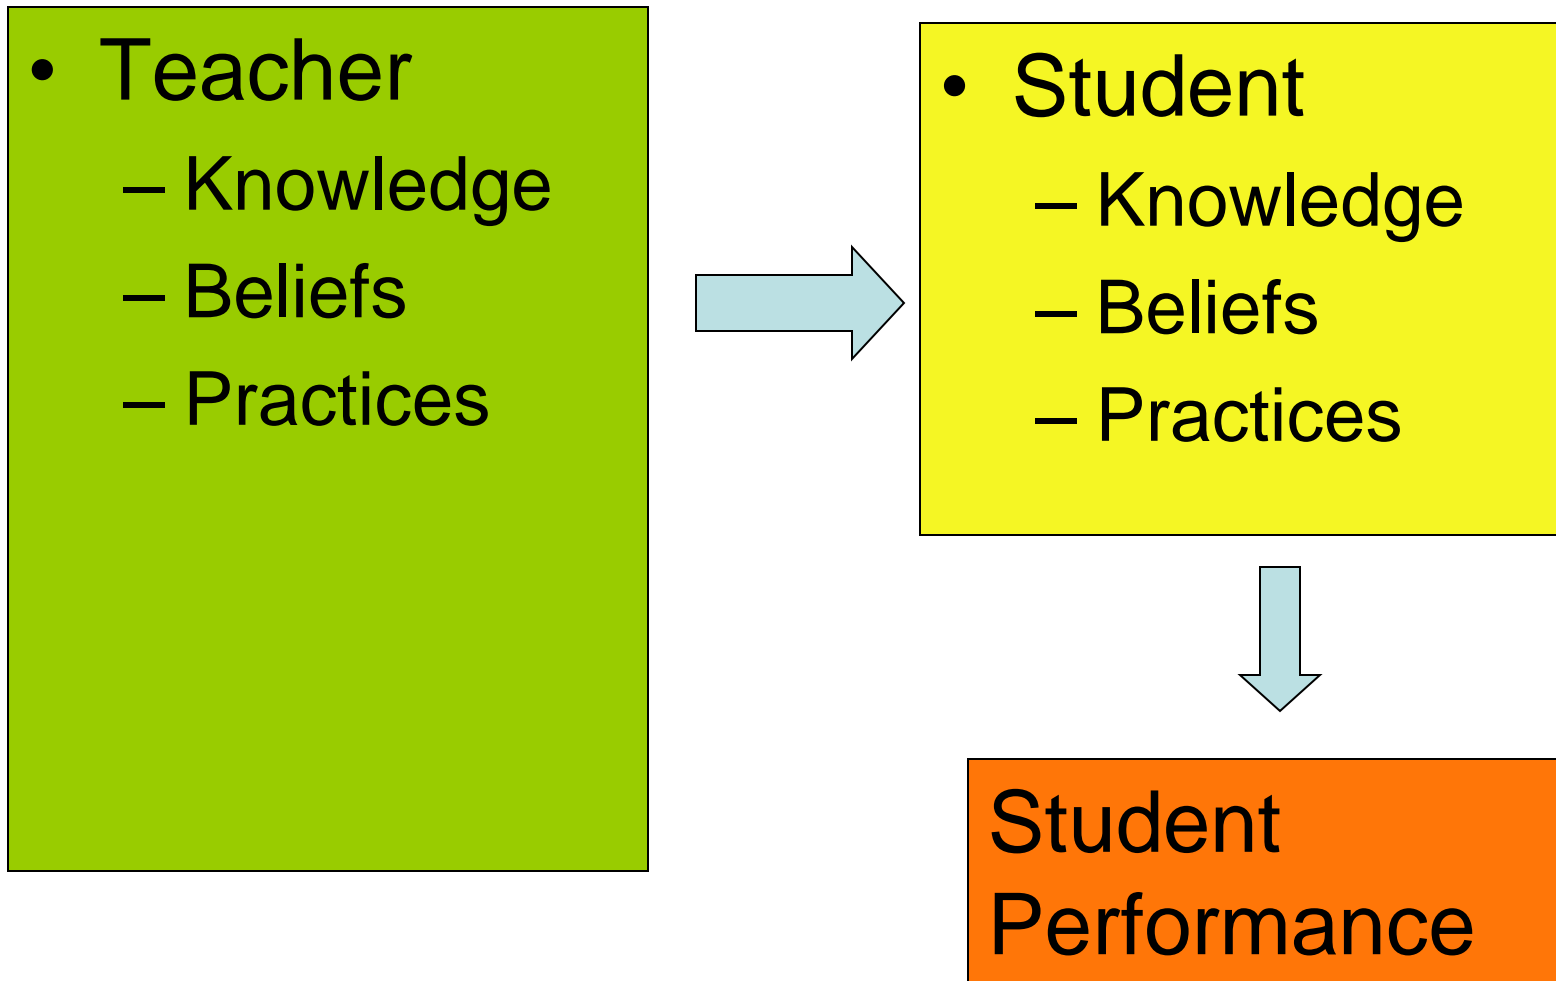 • Teacher
– Knowledge
– Beliefs
– Practices
• Student
– Knowledge
– Beliefs
– Practices
Student
Performance